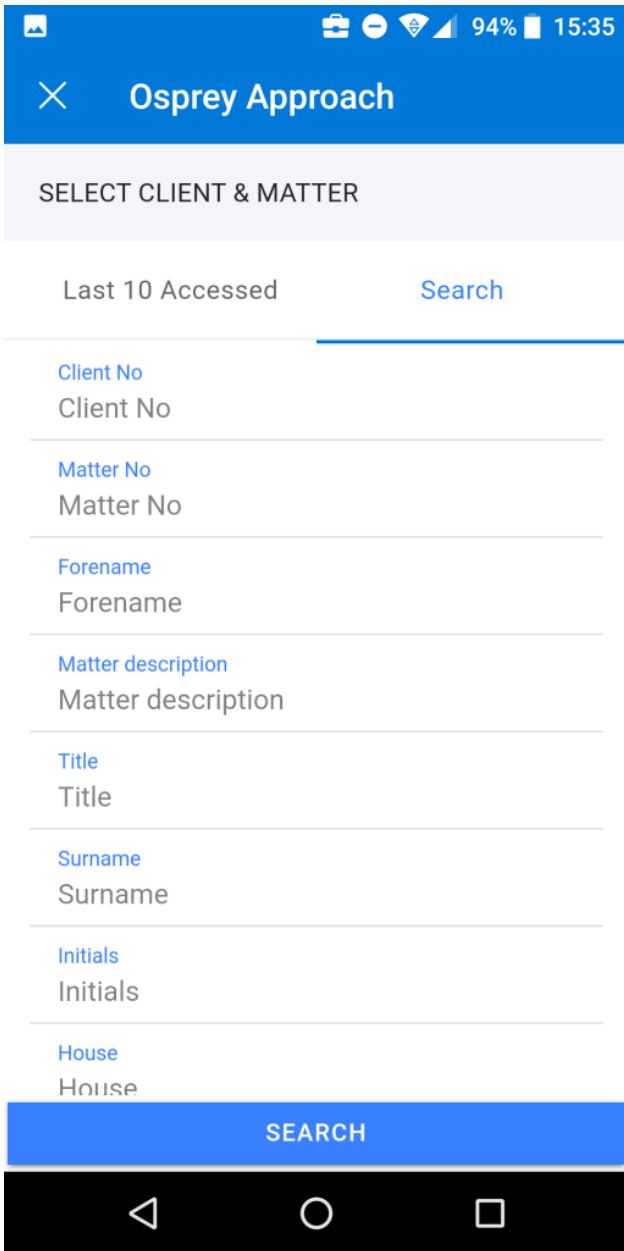 94% 15:35
Osprey Approach
SELECT CLIENT & MATTER
Last 10 Accessed Search
Client No
Client No
Matter No
Matter No
Forename
Forename
Matter description
Matter description
Title
Title
Surname
Surname
Initials
Initials
House
House
SEARCH